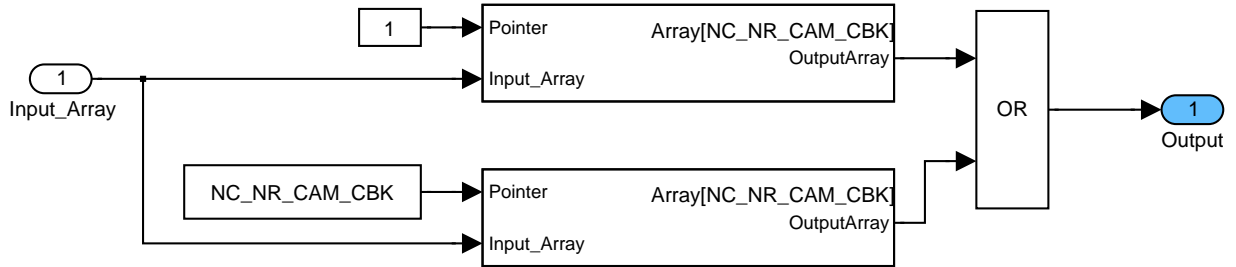 1
Pointer
Array[NC_NR_CAM_CBK]
OutputArray
Input_Array
1
Input_Array
OR
1
Output
NC_NR_CAM_CBK
Pointer
Array[NC_NR_CAM_CBK]
OutputArray
Input_Array